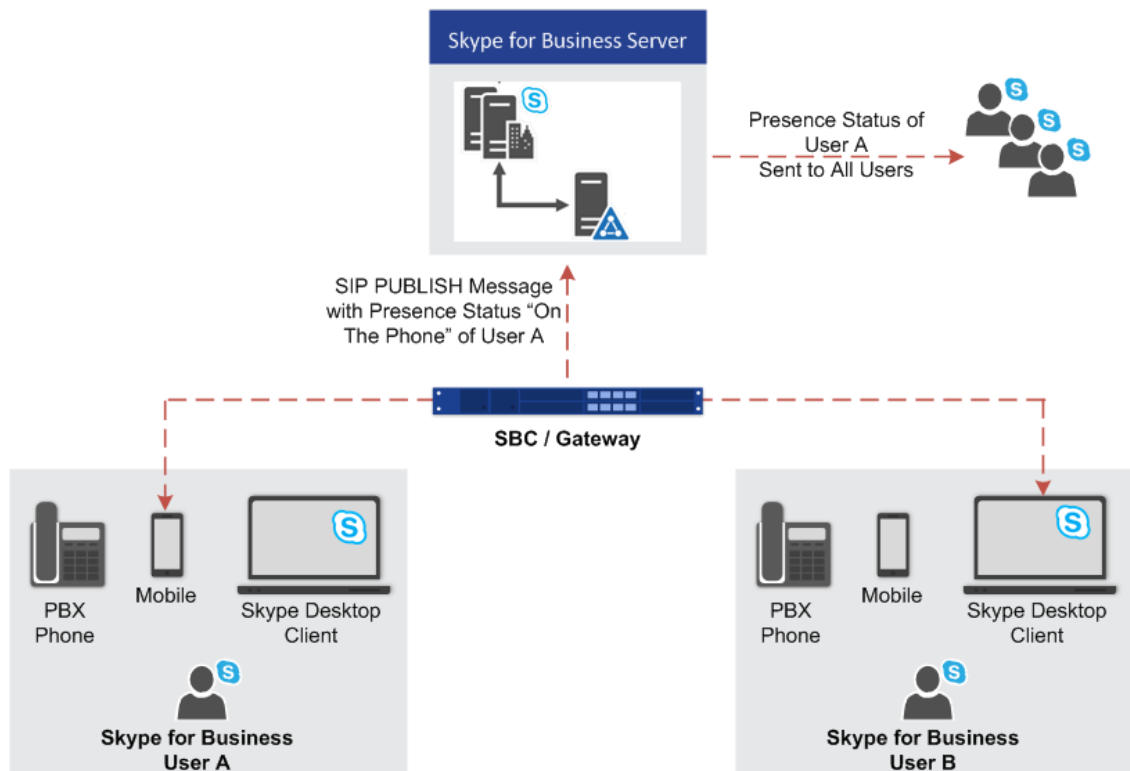 Skype for Business Server
S
S
S
S
Presence Status of
User A
Sent to All Users
SIP PUBLISH Message
with Presence Status “On
The Phone” of User A
SBC / Gateway
S
PBX
Phone
Mobile
Skype Desktop
Client
S
Skype for Business
User A
S
PBX
Phone
Mobile
Skype Desktop
Client
S
Skype for Business
User B